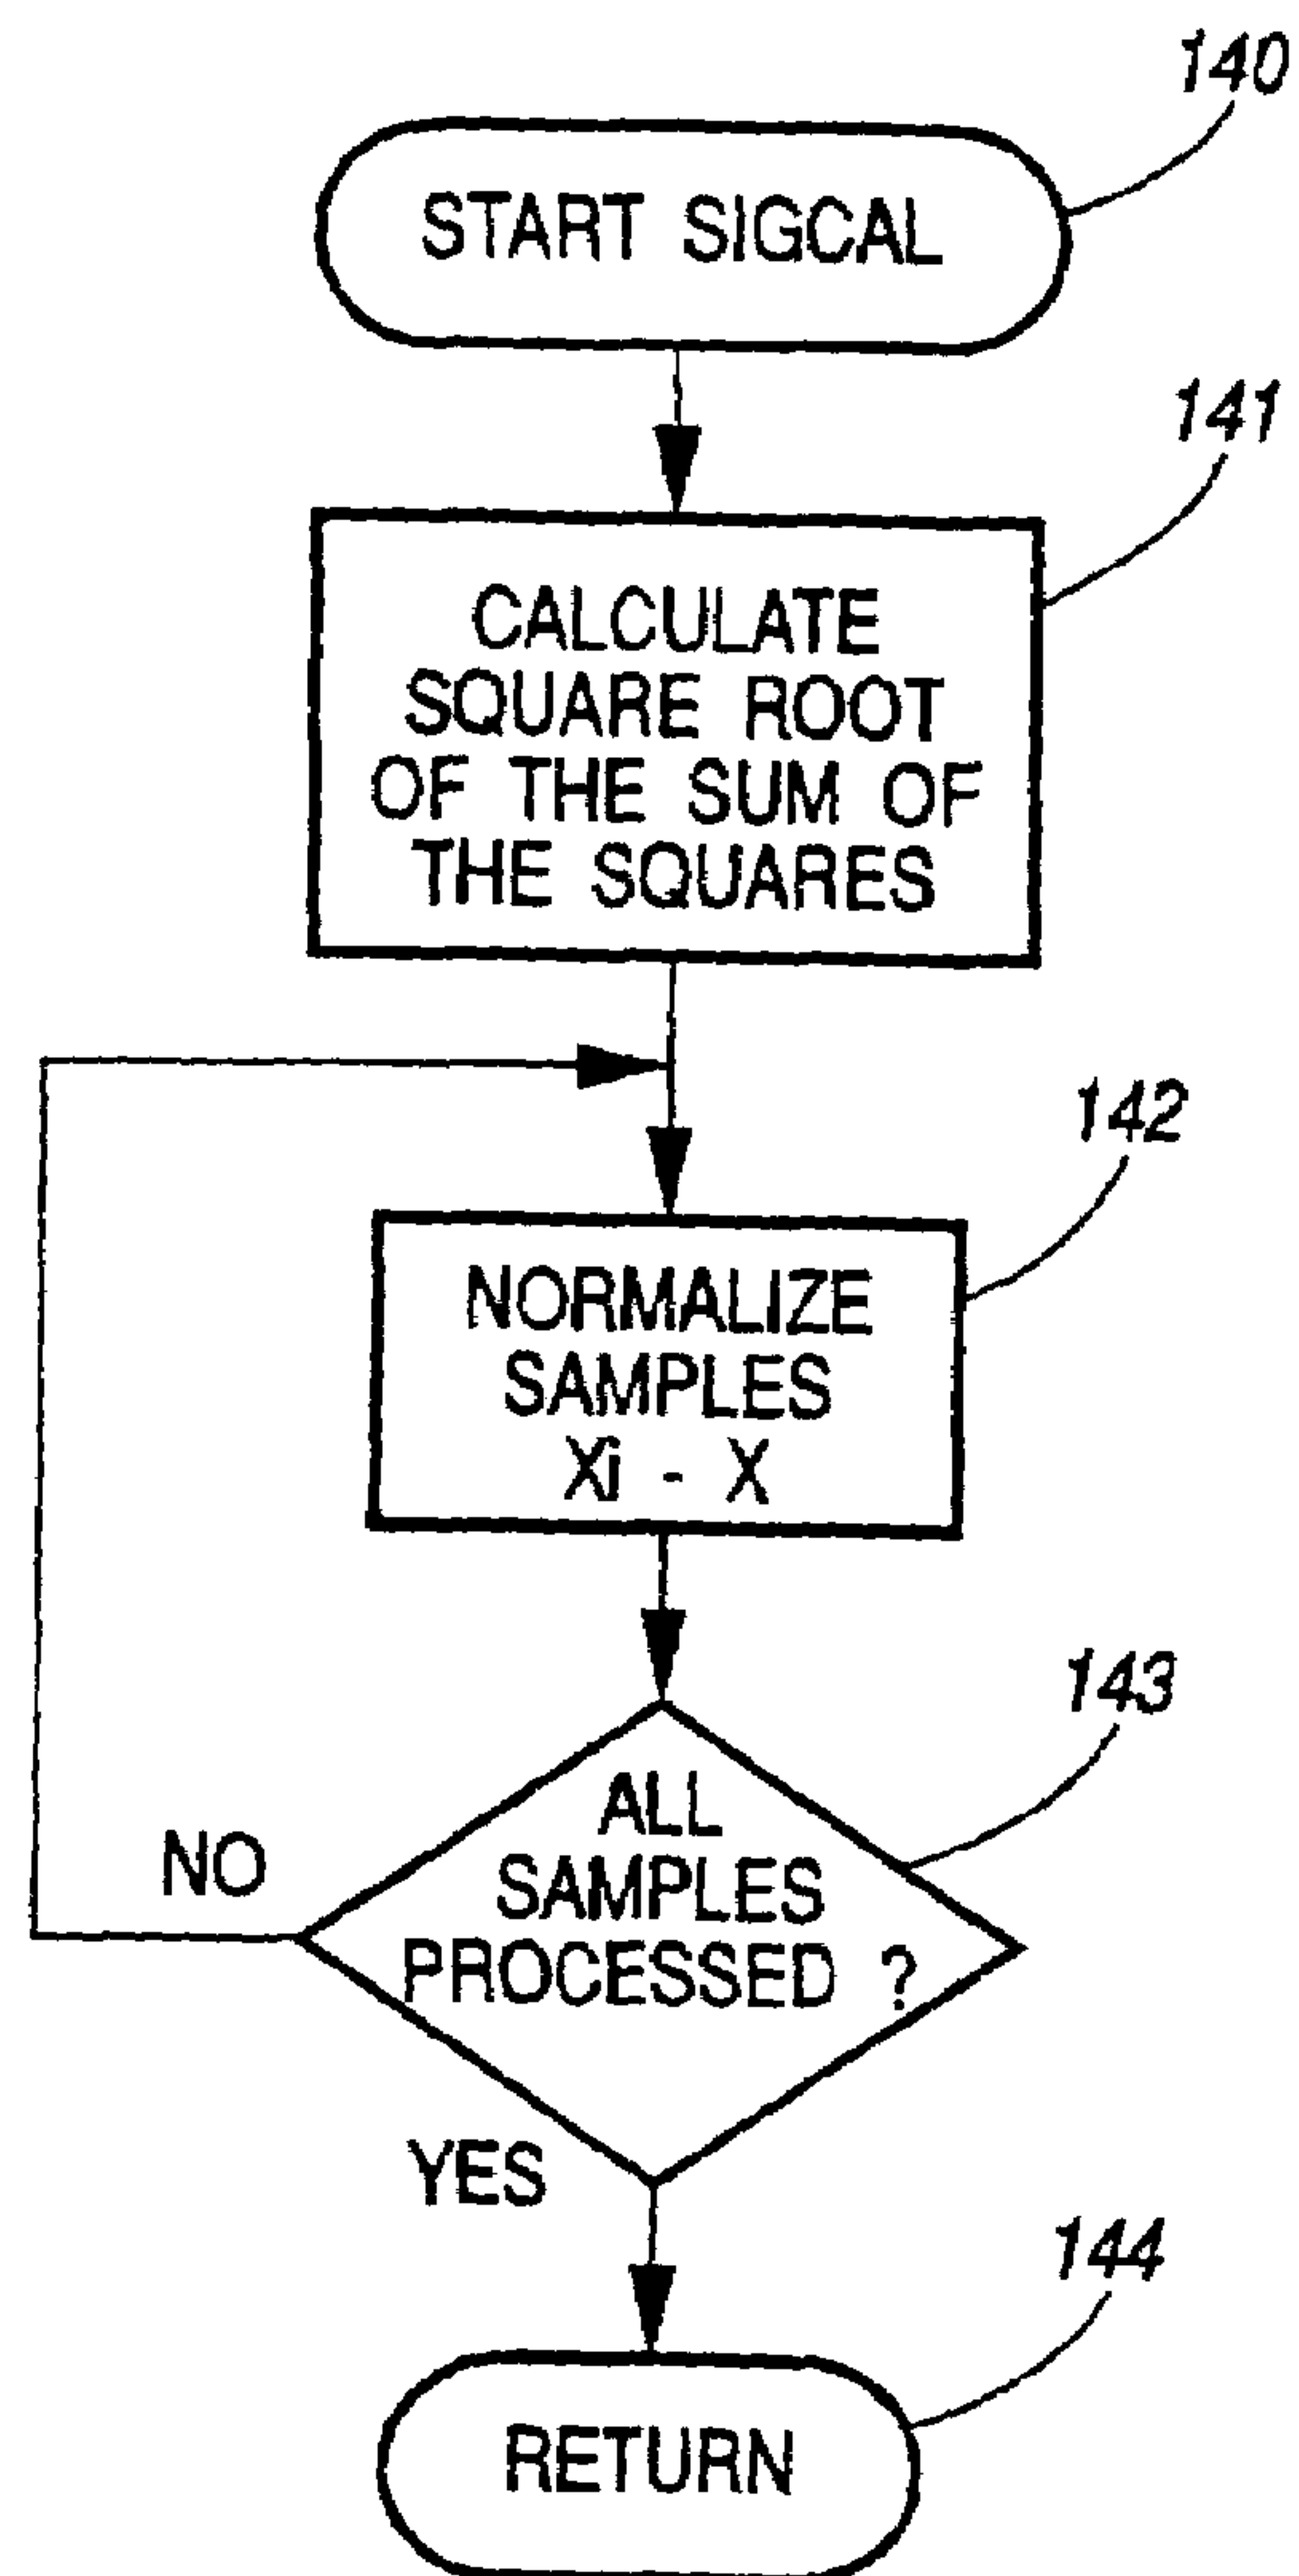 140
START SIGCAL
141
CALCULATE
SQUARE ROOT
OF THE SUM OF
THE SQUARES
142
NORMALIZE
SAMPLES
Xi - X
143
ALL
SAMPLES
PROCESSED ?
NO
YES
144
RETURN